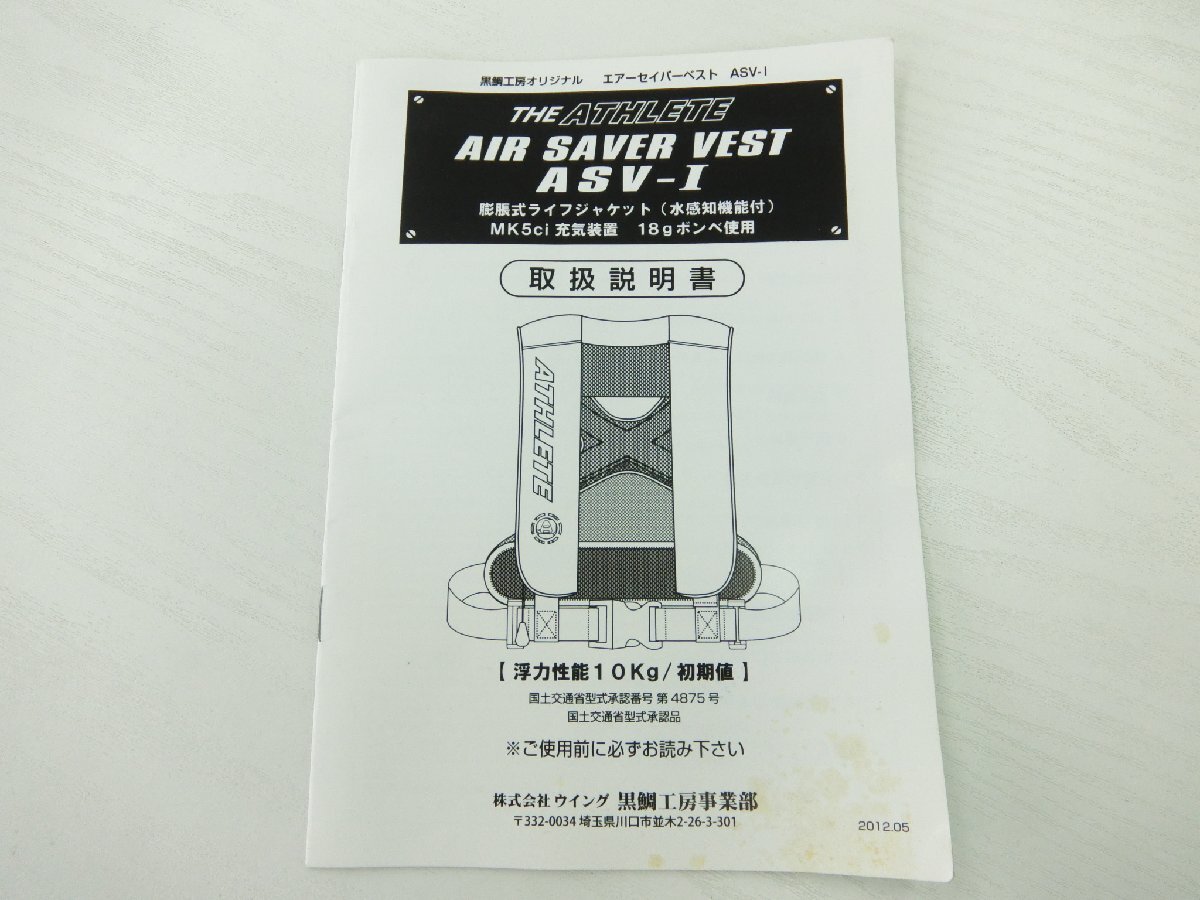 黒鯛工房オリジナル　エアーセイバーベスト　ASV-I
THE ATHLETE
AIR SAVER VEST
ASV-I
膨脹式ライフジャケット（水感知機能付）
MK5ci 充気装置　18gボンベ使用
取扱説明書
ATHLETE
【 浮力性能10Kg/初期値 】
国土交通省型式承認番号 第4875号
国土交通省型式承認品
※ご使用前に必ずお読み下さい
株式会社 ウイング 黒鯛工房事業部
〒332-0034 埼玉県川口市並木2-26-3-301
2012.05